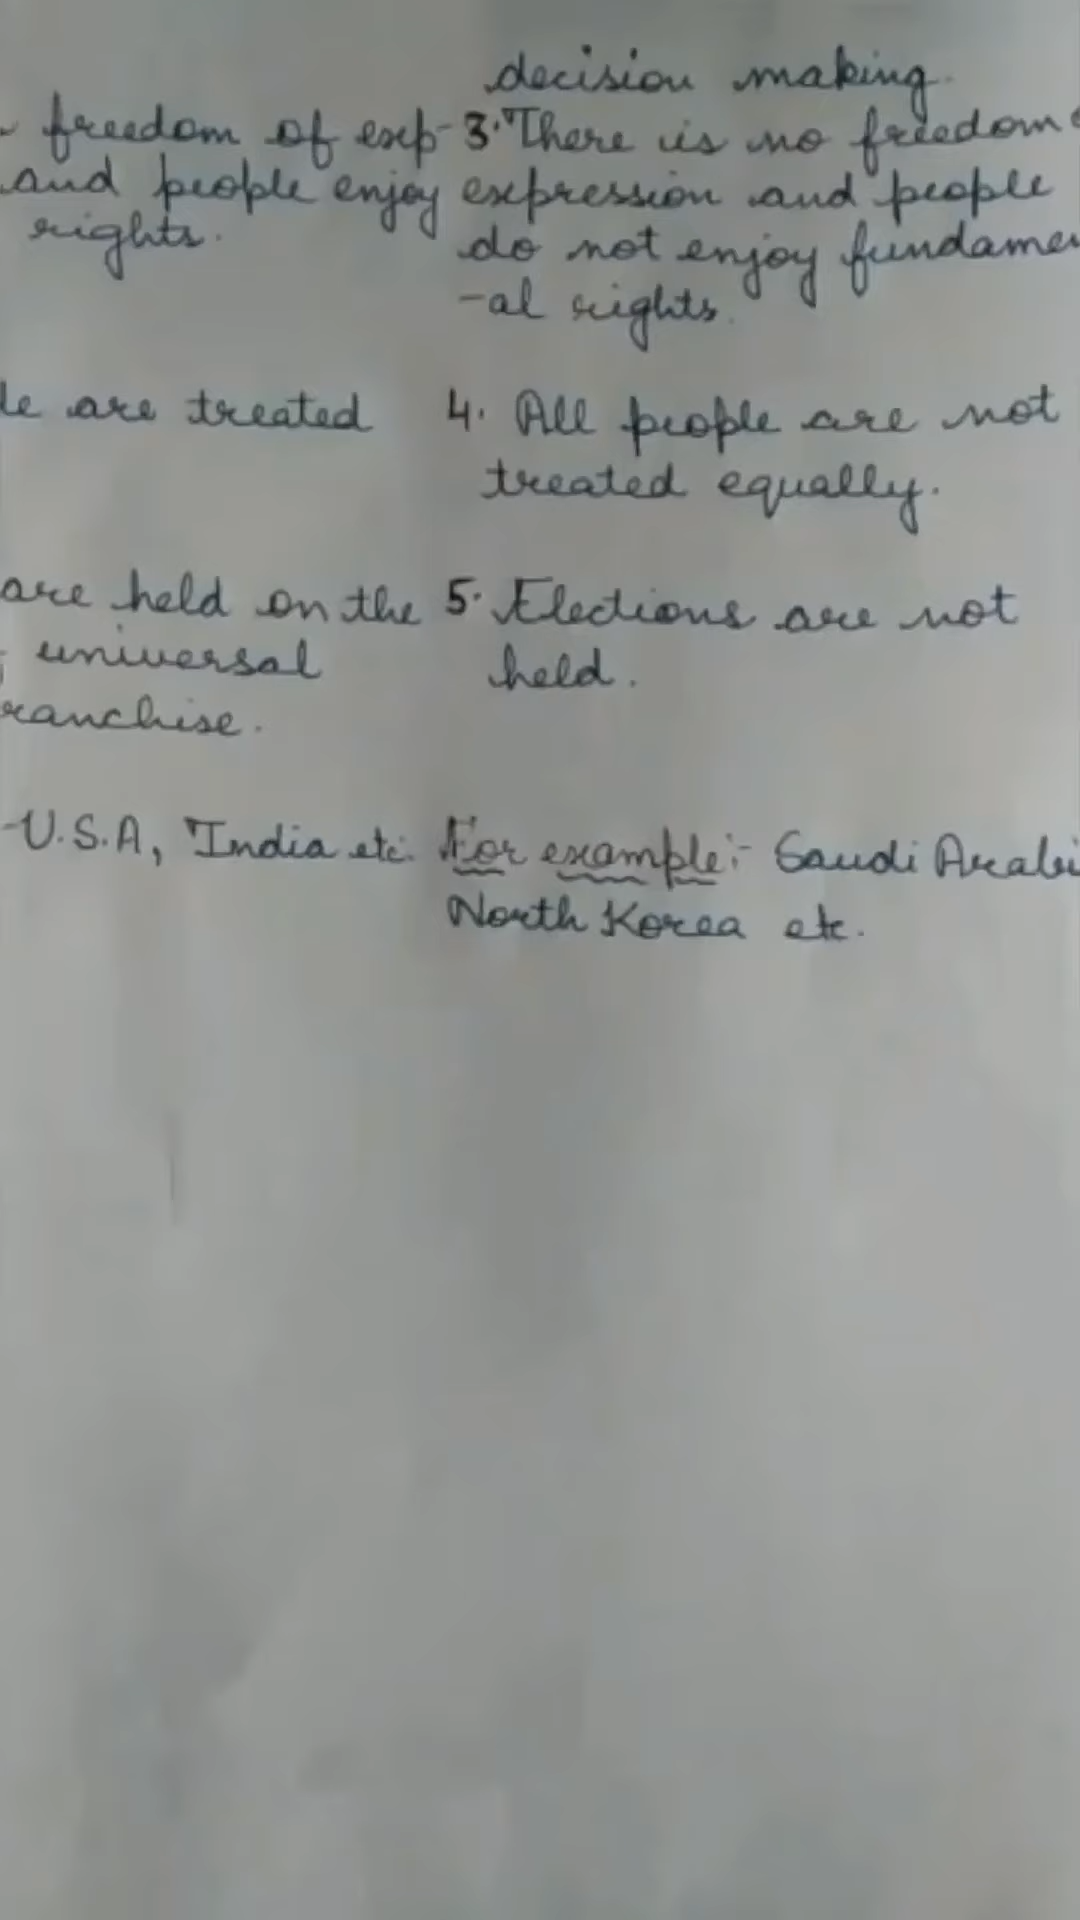 decision making.
freedom of exp-
and people enjoy
rights.
le are treated
are held on the
universal
ranchise.
-U.S.A, India etc.
3. There is no freedom
expression and people
do not enjoy fundame
-al rights.
4. All people are not
treated equally.
5. Elections are not
held.
For example:- Saudi Arabi
North Korea etc.